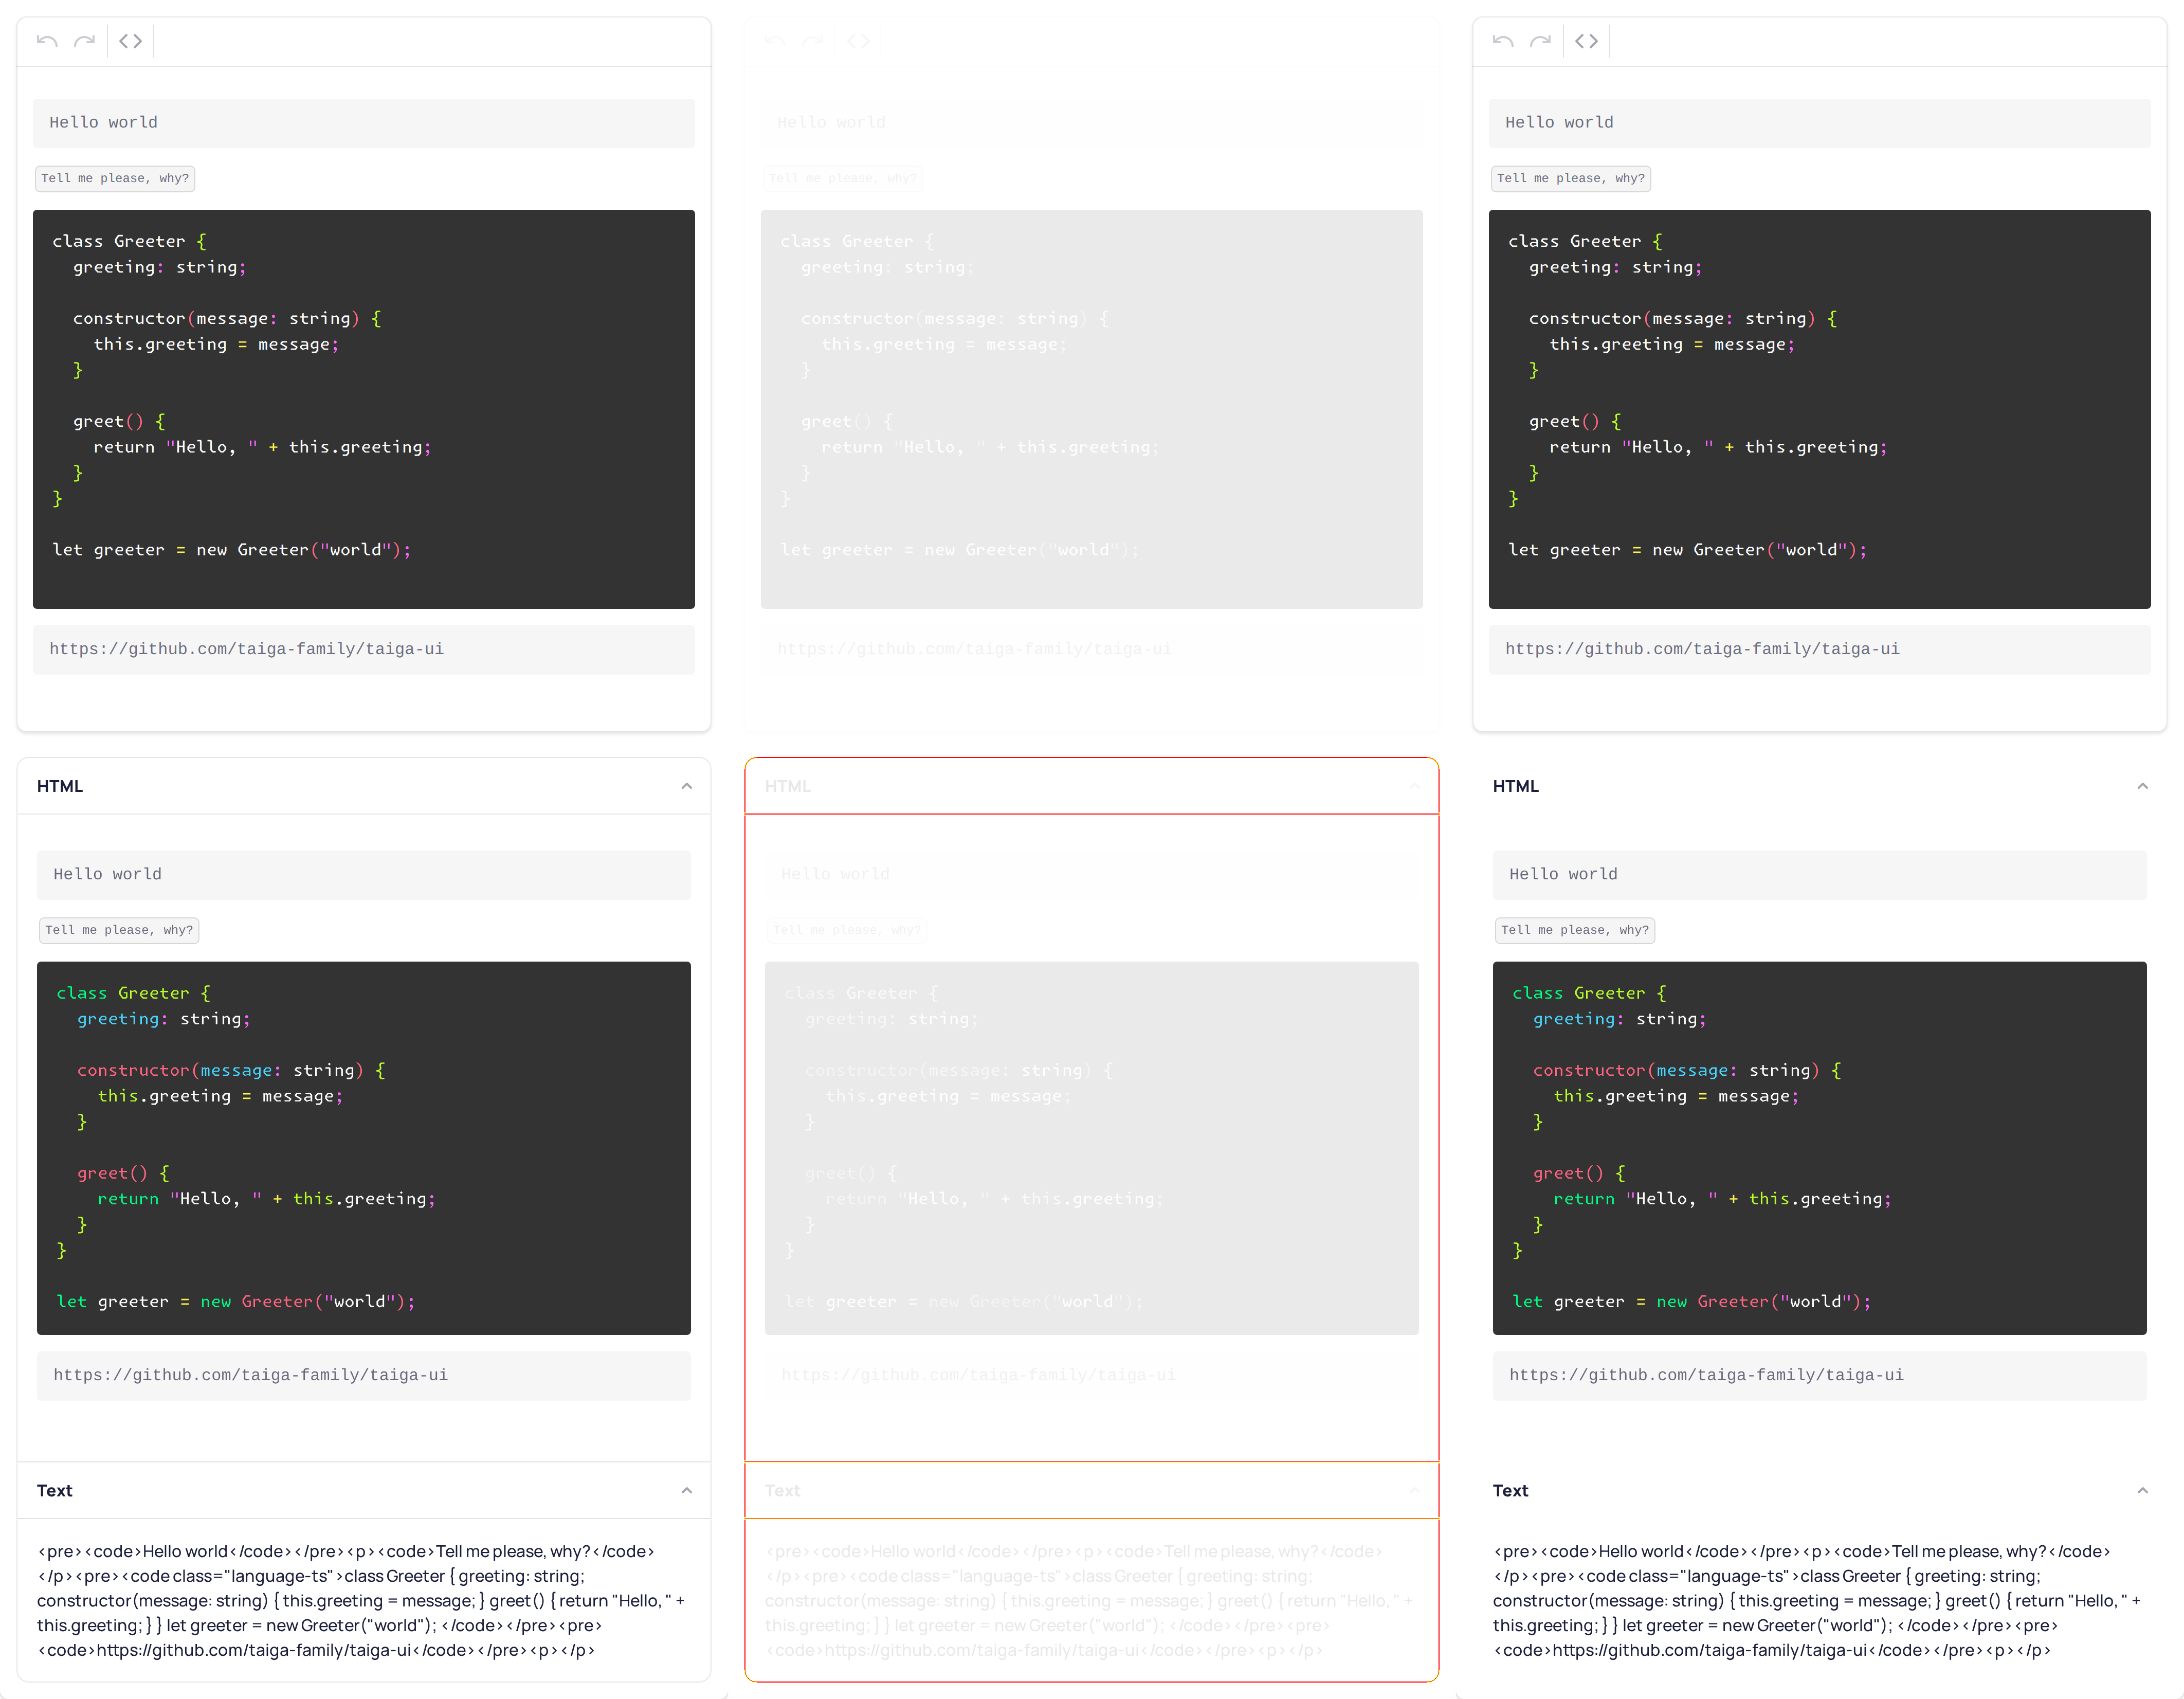 Hello world
Tell me please, why?
class Greeter {
  greeting: string;
  constructor(message: string) {
    this.greeting = message;
  }
  greet() {
    return "Hello, " + this.greeting;
  }
}
let greeter = new Greeter("world");
https://github.com/taiga-family/taiga-ui
HTML
Hello world
Tell me please, why?
class Greeter {
  greeting: string;
  constructor(message: string) {
    this.greeting = message;
  }
  greet() {
    return "Hello, " + this.greeting;
  }
}
let greeter = new Greeter("world");
https://github.com/taiga-family/taiga-ui
Text
<pre><code>Hello world</code></pre><p><code>Tell me please, why?</code>
</p><pre><code class="language-ts">class Greeter { greeting: string;
constructor(message: string) { this.greeting = message; } greet() { return "Hello, " +
this.greeting; } } let greeter = new Greeter("world"); </code></pre><pre>
<code>https://github.com/taiga-family/taiga-ui</code></pre><p></p>
Hello world
Tell me please, why?
class Greeter {
  greeting: string;
  constructor(message: string) {
    this.greeting = message;
  }
  greet() {
    return "Hello, " + this.greeting;
  }
}
let greeter = new Greeter("world");
https://github.com/taiga-family/taiga-ui
HTML
Hello world
Tell me please, why?
class Greeter {
  greeting: string;
  constructor(message: string) {
    this.greeting = message;
  }
  greet() {
    return "Hello, " + this.greeting;
  }
}
let greeter = new Greeter("world");
https://github.com/taiga-family/taiga-ui
Text
<pre><code>Hello world</code></pre><p><code>Tell me please, why?</code>
</p><pre><code class="language-ts">class Greeter { greeting: string;
constructor(message: string) { this.greeting = message; } greet() { return "Hello, " +
this.greeting; } } let greeter = new Greeter("world"); </code></pre><pre>
<code>https://github.com/taiga-family/taiga-ui</code></pre><p></p>
Hello world
Tell me please, why?
class Greeter {
  greeting: string;
  constructor(message: string) {
    this.greeting = message;
  }
  greet() {
    return "Hello, " + this.greeting;
  }
}
let greeter = new Greeter("world");
https://github.com/taiga-family/taiga-ui
HTML
Hello world
Tell me please, why?
class Greeter {
  greeting: string;
  constructor(message: string) {
    this.greeting = message;
  }
  greet() {
    return "Hello, " + this.greeting;
  }
}
let greeter = new Greeter("world");
https://github.com/taiga-family/taiga-ui
Text
<pre><code>Hello world</code></pre><p><code>Tell me please, why?</code>
</p><pre><code class="language-ts">class Greeter { greeting: string;
constructor(message: string) { this.greeting = message; } greet() { return "Hello, " +
this.greeting; } } let greeter = new Greeter("world"); </code></pre><pre>
<code>https://github.com/taiga-family/taiga-ui</code></pre><p></p>